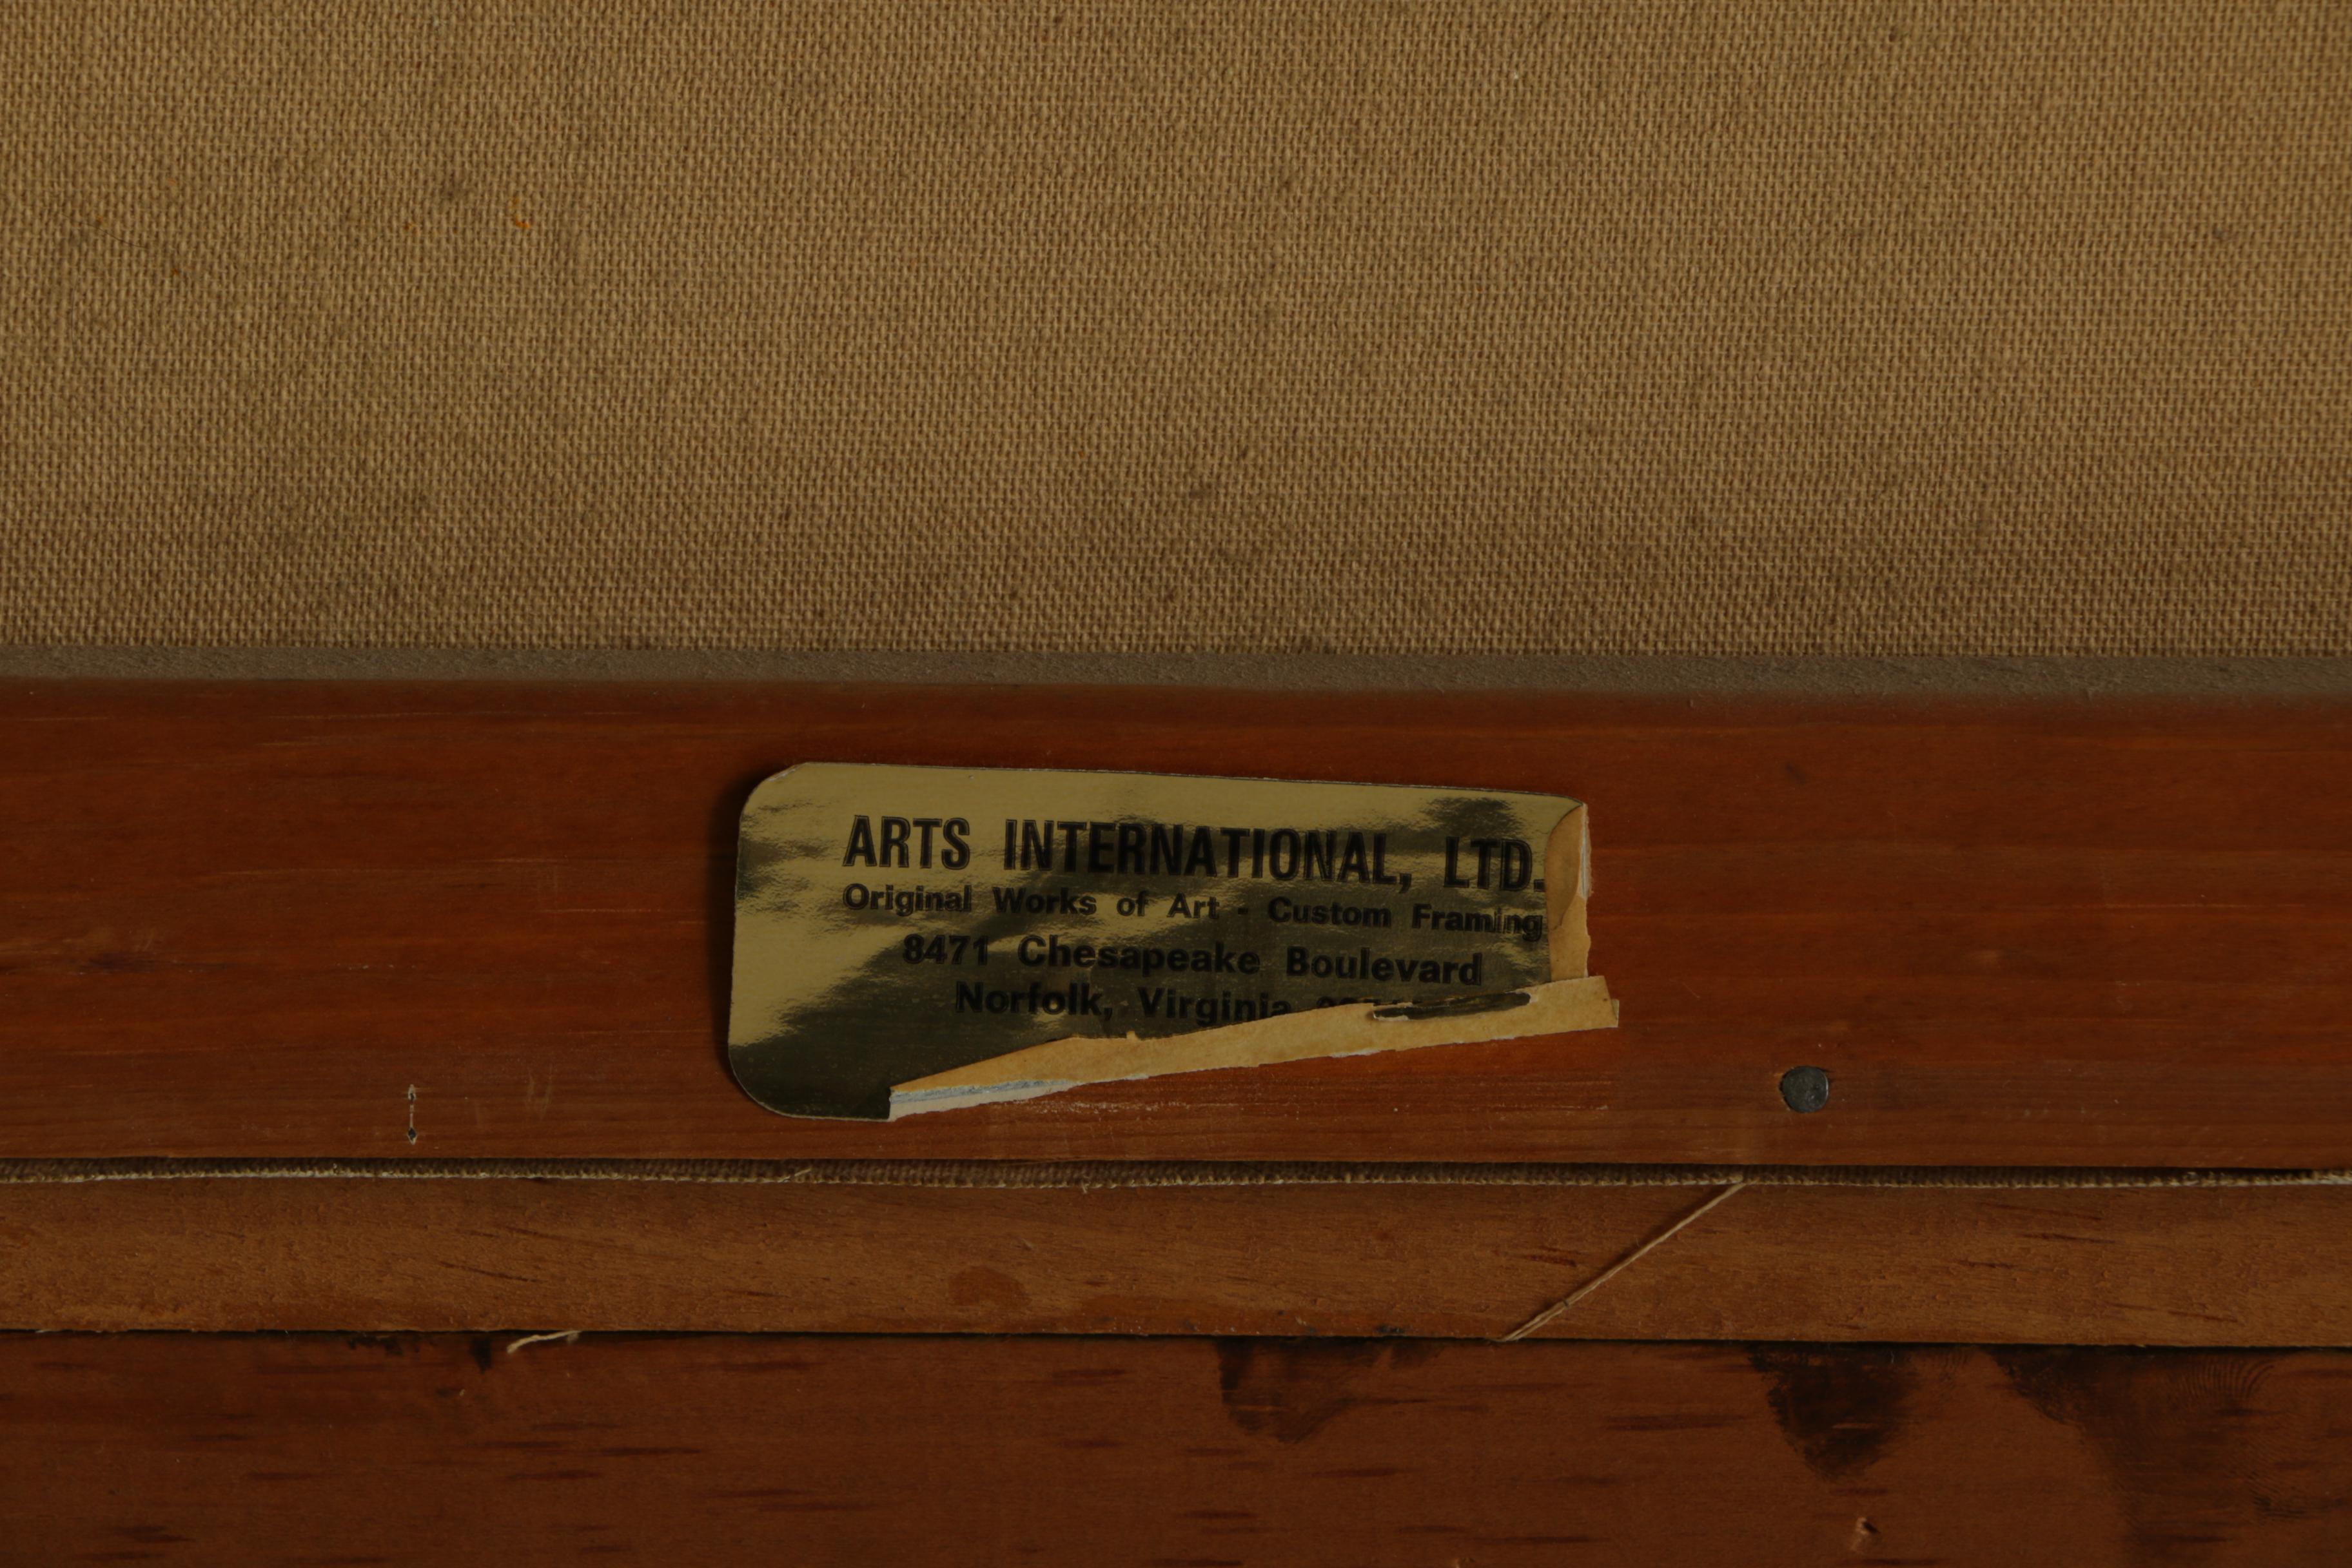 ARTS INTERNATIONAL, LTD.
Original Works of Art - Custom Framing
8471 Chesapeake Boulevard
Norfolk, Virginia